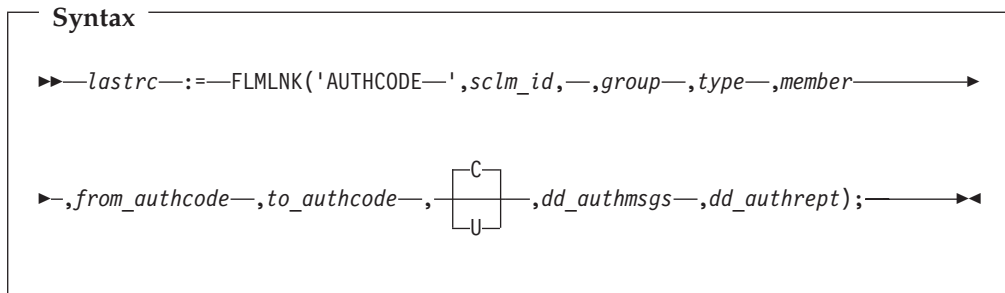 Syntax
►►—lastrc—:=—FLMLNK('AUTHCODE—',sclm_id,—,group—,type—,member—►
C
►—,from_authcode—,to_authcode—,—,dd_authmsgs—,dd_authrept);—►◄
U